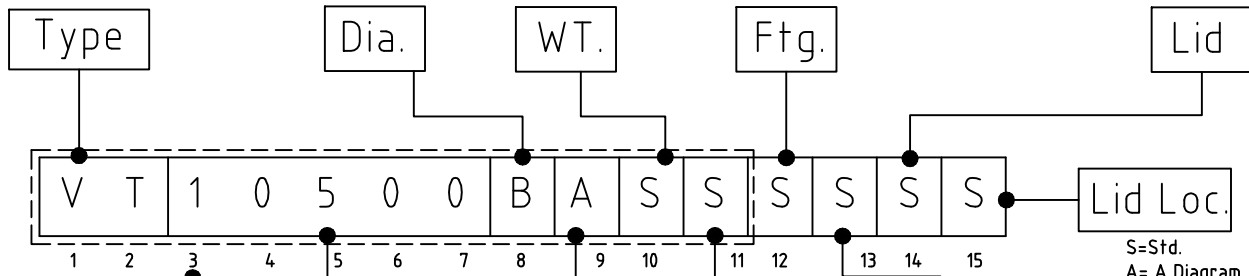 Type Dia. WT. Ftg. Lid
V T 1 0 5 0 0 B A S S S S S S
Lid Loc.
1 2 3 4 5 6 7 8 9 10 11 12 13 14 15
S=Std.
A= A Diagram